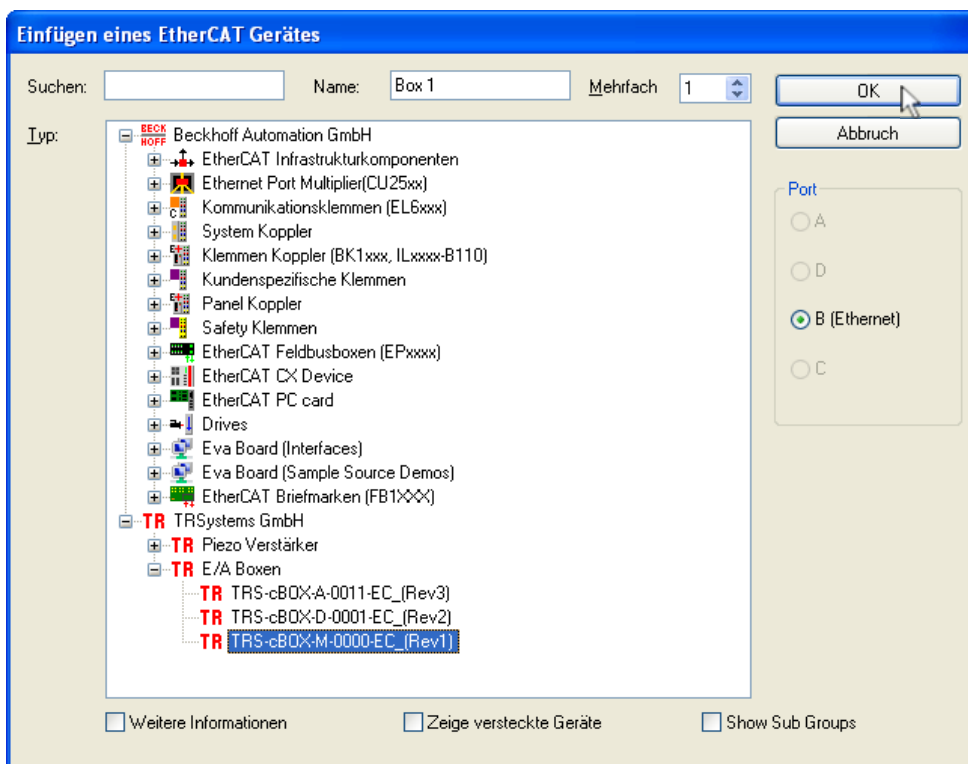 Einfügen eines EtherCAT Gerätes
Suchen: Name: Box 1 Mehrfach 1 OK
Typ: Abbruch
BECK HOFF Beckhoff Automation GmbH
EtherCAT Infrastrukturkomponenten
Ethernet Port Multiplier(CU25xx)
C Kommunikationsklemmen (EL6xxx)
System Koppler
E Klemmen Koppler (BK1xxx, ILxxxx-B110)
Kundenspezifische Klemmen
E Panel Koppler
Safety Klemmen
EtherCAT Feldbusboxen (EPxxxx)
EtherCAT CX Device
EtherCAT PC card
Drives
Eva Board (Interfaces)
Eva Board (Sample Source Demos)
EtherCAT Briefmarken (FB1XXX)
TR TRSystems GmbH
TR Piezo Verstärker
TR E/A Boxen
TR TRS-cBOX-A-0011-EC_(Rev3)
TR TRS-cBOX-D-0001-EC_(Rev2)
TR TRS-cBOX-M-0000-EC_(Rev1)
Port
A
D
B (Ethernet)
C
Weitere Informationen Zeige versteckte Geräte Show Sub Groups